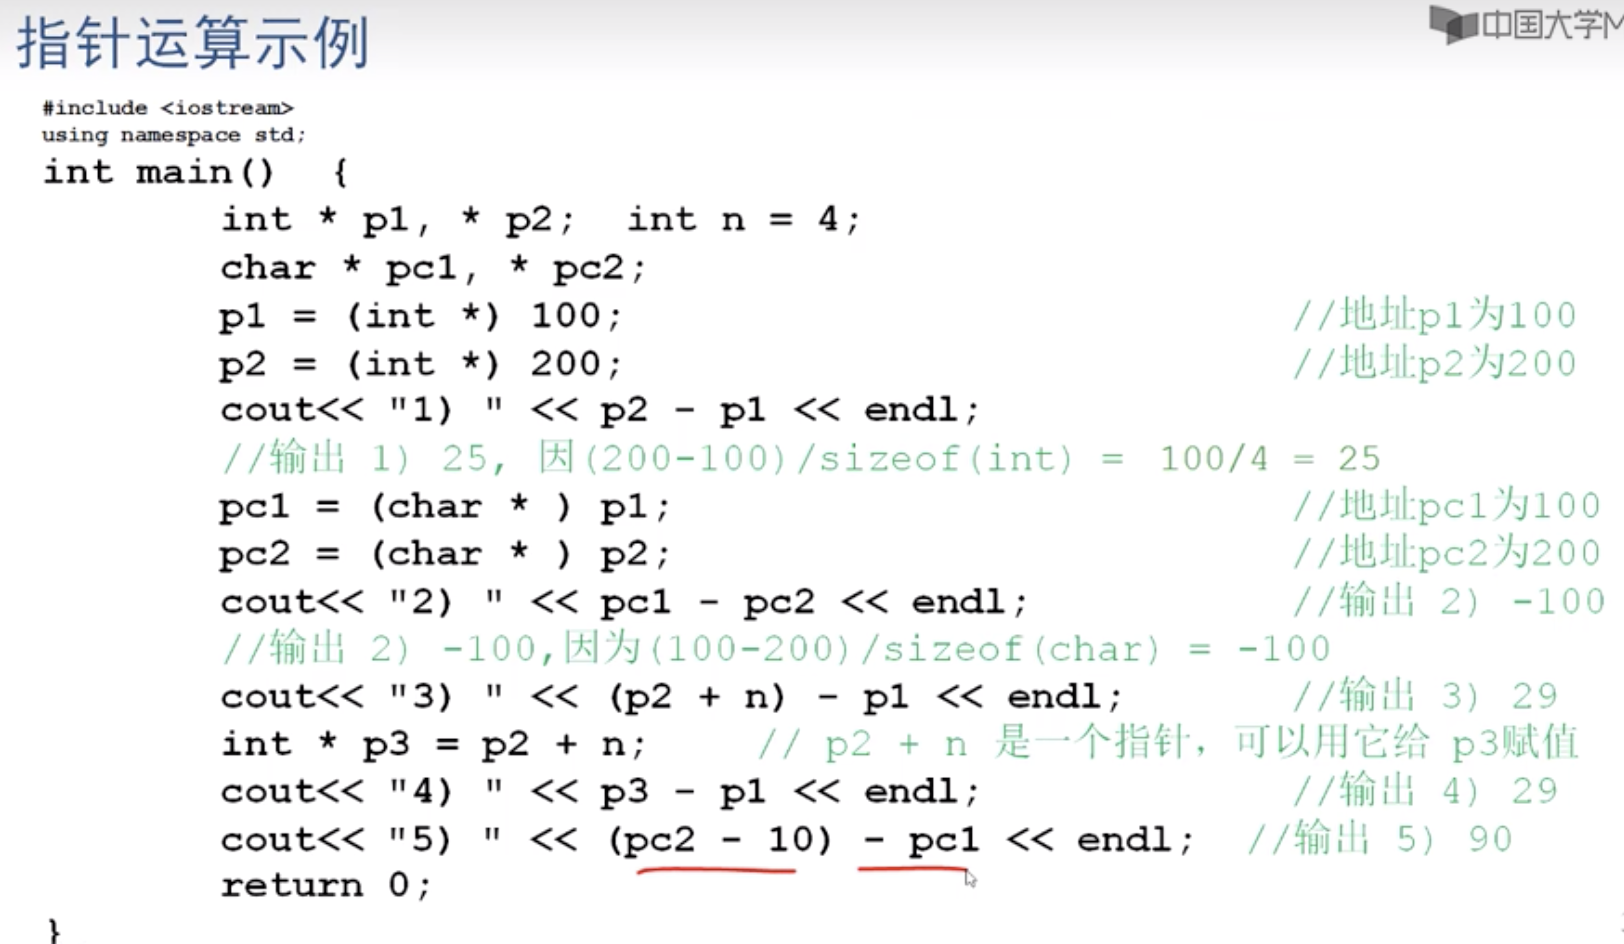 指针运算示例
中国大学M
#include <iostream>
using namespace std;
int main()  {
int * p1, * p2;  int n = 4;
char * pc1, * pc2;
p1 = (int *) 100; //地址p1为100
p2 = (int *) 200; //地址p2为200
cout<< "1) " << p2 - p1 << endl;
//输出 1) 25, 因(200-100)/sizeof(int) = 100/4 = 25
pc1 = (char * ) p1; //地址pc1为100
pc2 = (char * ) p2; //地址pc2为200
cout<< "2) " << pc1 - pc2 << endl; //输出 2) -100
//输出 2) -100,因为(100-200)/sizeof(char) = -100
cout<< "3) " << (p2 + n) - p1 << endl; //输出 3) 29
int * p3 = p2 + n; // p2 + n 是一个指针，可以用它给 p3赋值
cout<< "4) " << p3 - p1 << endl; //输出 4) 29
cout<< "5) " << (pc2 - 10) - pc1 << endl; //输出 5) 90
return 0;
}